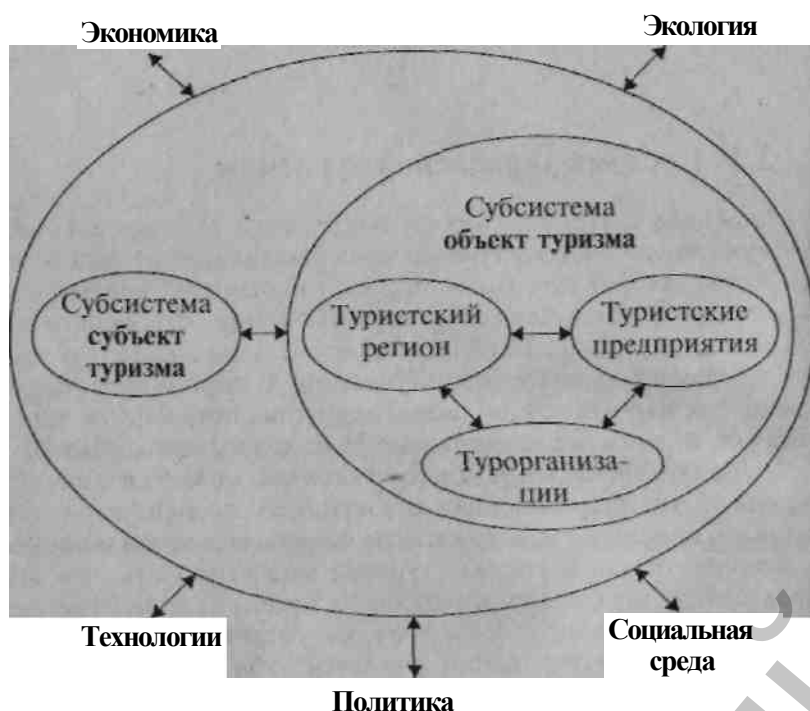 Экономика
Экология
Субсистема
объект туризма
Субсистема
субъект
туризма
Туристский
регион
Туристские
предприятия
Турорганиза-
ции
Технологии
Социальная
среда
Политика